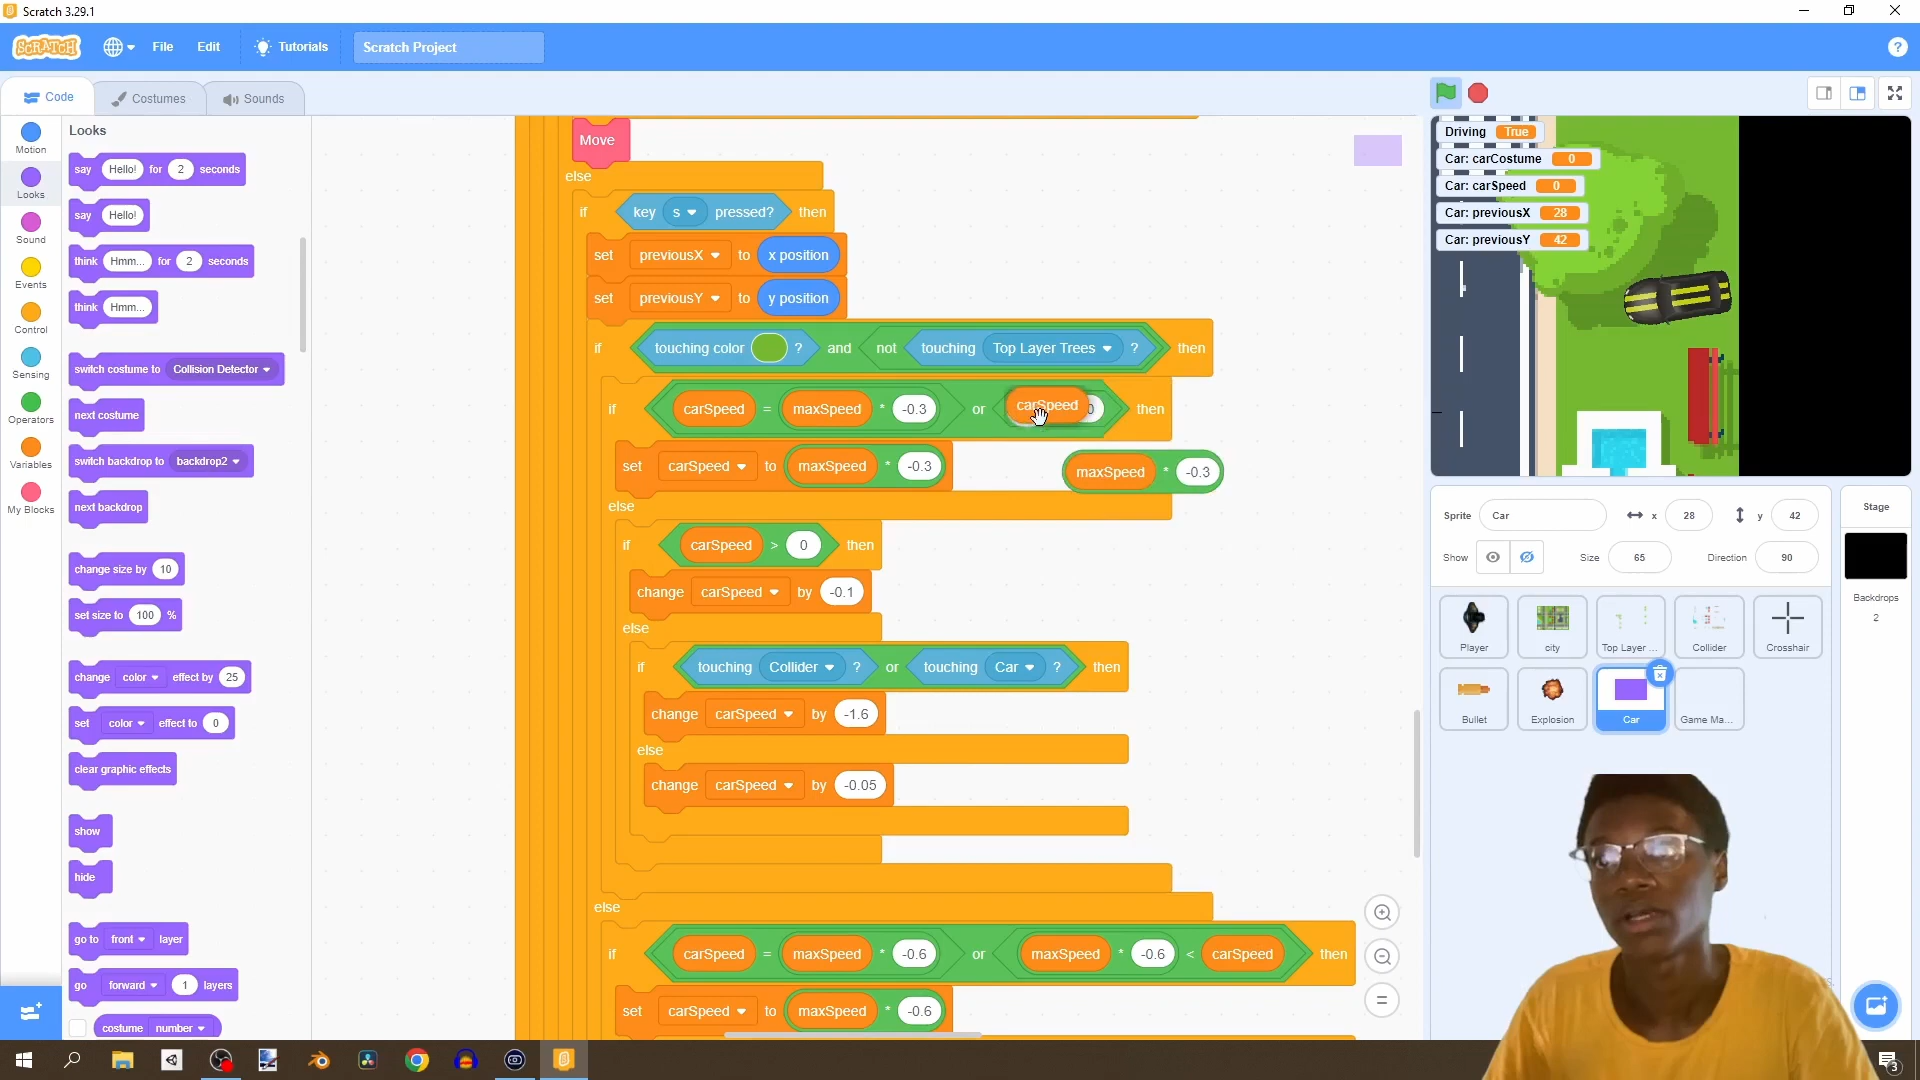 Scratch 3.29.1
SCRATCH File Edit Tutorials Scratch Project ?
Code Costumes Sounds
Motion
Looks
Sound
Events
Control
Sensing
Operators
Variables
My Blocks
Looks
say Hello! for 2 seconds
say Hello!
think Hmm... for 2 seconds
think Hmm...
switch costume to Collision Detector
next costume
switch backdrop to backdrop2
next backdrop
change size by 10
set size to 100 %
change color effect by 25
set color effect to 0
clear graphic effects
show
hide
go to front layer
go forward 1 layers
costume number
Move
else
if key s pressed? then
set previousX to x position
set previousY to y position
if touching color ? and not touching Top Layer Trees ? then
if carSpeed = maxSpeed * -0.3 or carSpeed 0 then
set carSpeed to maxSpeed * -0.3
maxSpeed * -0.3
else
if carSpeed > 0 then
change carSpeed by -0.1
else
if touching Collider ? or touching Car ? then
change carSpeed by -1.6
else
change carSpeed by -0.05
else
if carSpeed = maxSpeed * -0.6 or maxSpeed * -0.6 < carSpeed then
set carSpeed to maxSpeed * -0.6
Driving True
Car: carCostume 0
Car: carSpeed 0
Car: previousX 28
Car: previousY 42
Sprite Car x 28 y 42
Show Size 65 Direction 90
Player city Top Layer ... Collider Crosshair
Bullet Explosion Car Game Ma...
Stage
Backdrops
2
3